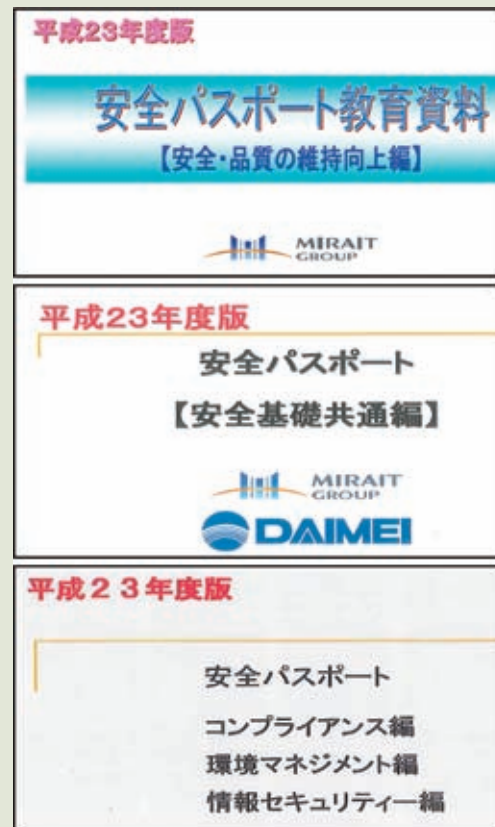 平成23年度版
安全パスポート教育資料
【安全・品質の維持向上編】
MIRAIT
GROUP
平成23年度版
安全パスポート
【安全基礎共通編】
MIRAIT
GROUP
DAIMEI
平成２３年度版
安全パスポート
コンプライアンス編
環境マネジメント編
情報セキュリティー編